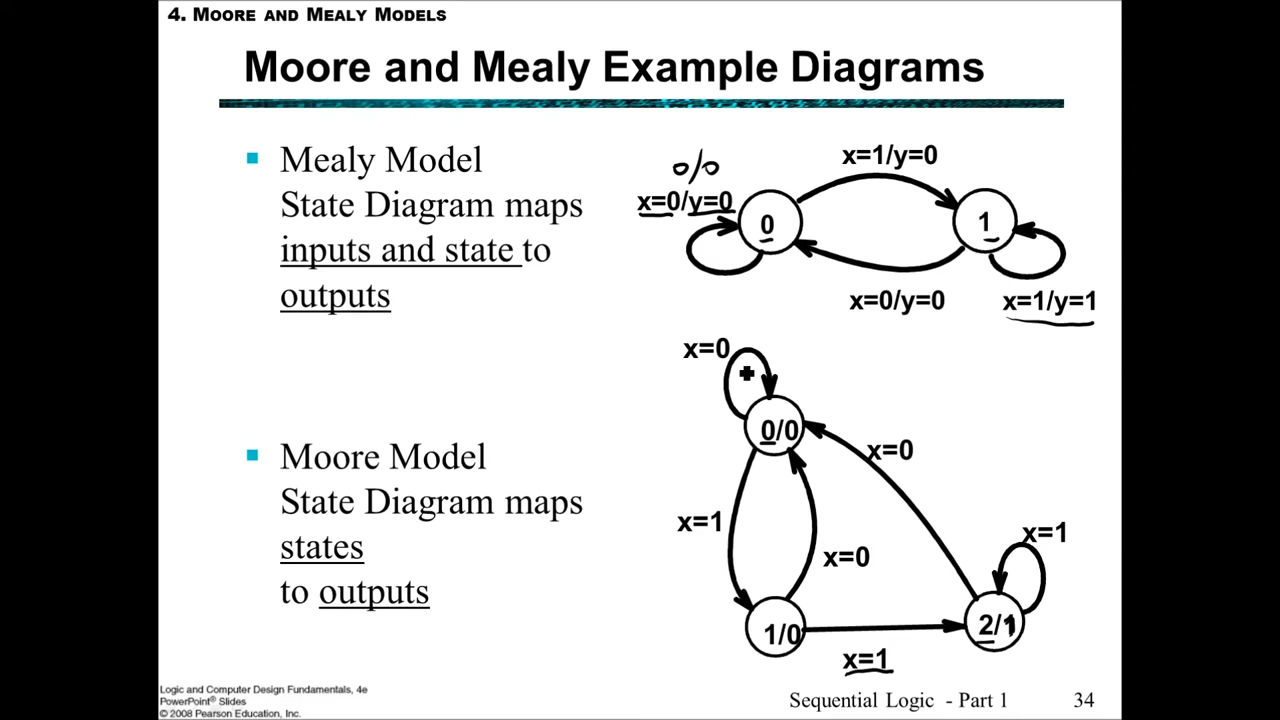 4. MOORE AND MEALY MODELS
Moore and Mealy Example Diagrams
Mealy Model
State Diagram maps
inputs and state to
outputs
0/0
x=0/y=0
x=1/y=0
0
1
x=0/y=0
x=1/y=1
Moore Model
State Diagram maps
states
to outputs
x=0
0/0
x=0
x=1
x=0
x=1
1/0
2/1
x=1
Logic and Computer Design Fundamentals, 4e
PowerPoint® Slides
© 2008 Pearson Education, Inc.
Sequential Logic - Part 1
34